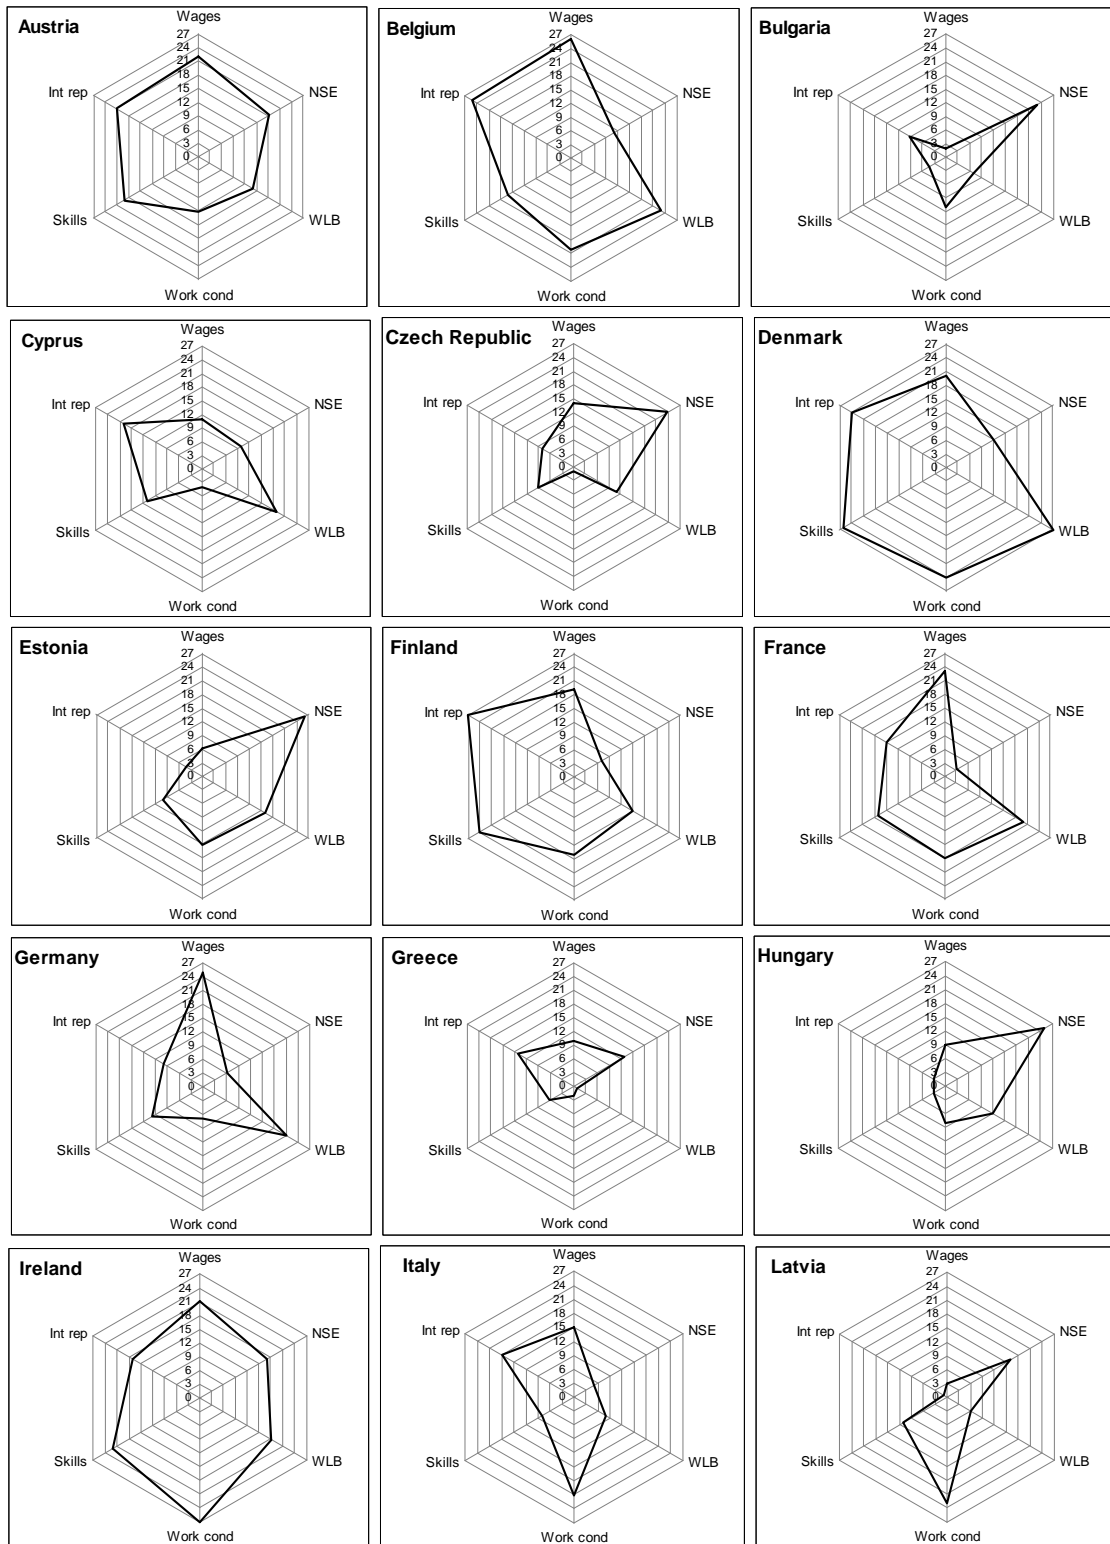 Austria
Wages
27
24
21
18
15
12
9
6
3
0
Int rep
NSE
Skills
WLB
Work cond
Belgium
Wages
27
24
21
18
15
12
9
6
3
0
Int rep
NSE
Skills
WLB
Work cond
Bulgaria
Wages
27
24
21
18
15
12
9
6
3
0
Int rep
NSE
Skills
WLB
Work cond
Cyprus
Wages
27
24
21
18
15
12
9
6
3
0
Int rep
NSE
Skills
WLB
Work cond
Czech Republic
Wages
27
24
21
18
15
12
9
6
3
0
Int rep
NSE
Skills
WLB
Work cond
Denmark
Wages
27
24
21
18
15
12
9
6
3
0
Int rep
NSE
Skills
WLB
Work cond
Estonia
Wages
27
24
21
18
15
12
9
6
3
0
Int rep
NSE
Skills
WLB
Work cond
Finland
Wages
27
24
21
18
15
12
9
6
3
0
Int rep
NSE
Skills
WLB
Work cond
France
Wages
27
24
21
18
15
12
9
6
3
0
Int rep
NSE
Skills
WLB
Work cond
Germany
Wages
27
24
21
18
15
12
9
6
3
0
Int rep
NSE
Skills
WLB
Work cond
Greece
Wages
27
24
21
18
15
12
9
6
3
0
Int rep
NSE
Skills
WLB
Work cond
Hungary
Wages
27
24
21
18
15
12
9
6
3
0
Int rep
NSE
Skills
WLB
Work cond
Ireland
Wages
27
24
21
18
15
12
9
6
3
0
Int rep
NSE
Skills
WLB
Work cond
Italy
Wages
27
24
21
18
15
12
9
6
3
0
Int rep
NSE
Skills
WLB
Work cond
Latvia
Wages
27
24
21
18
15
12
9
6
3
0
Int rep
NSE
Skills
WLB
Work cond